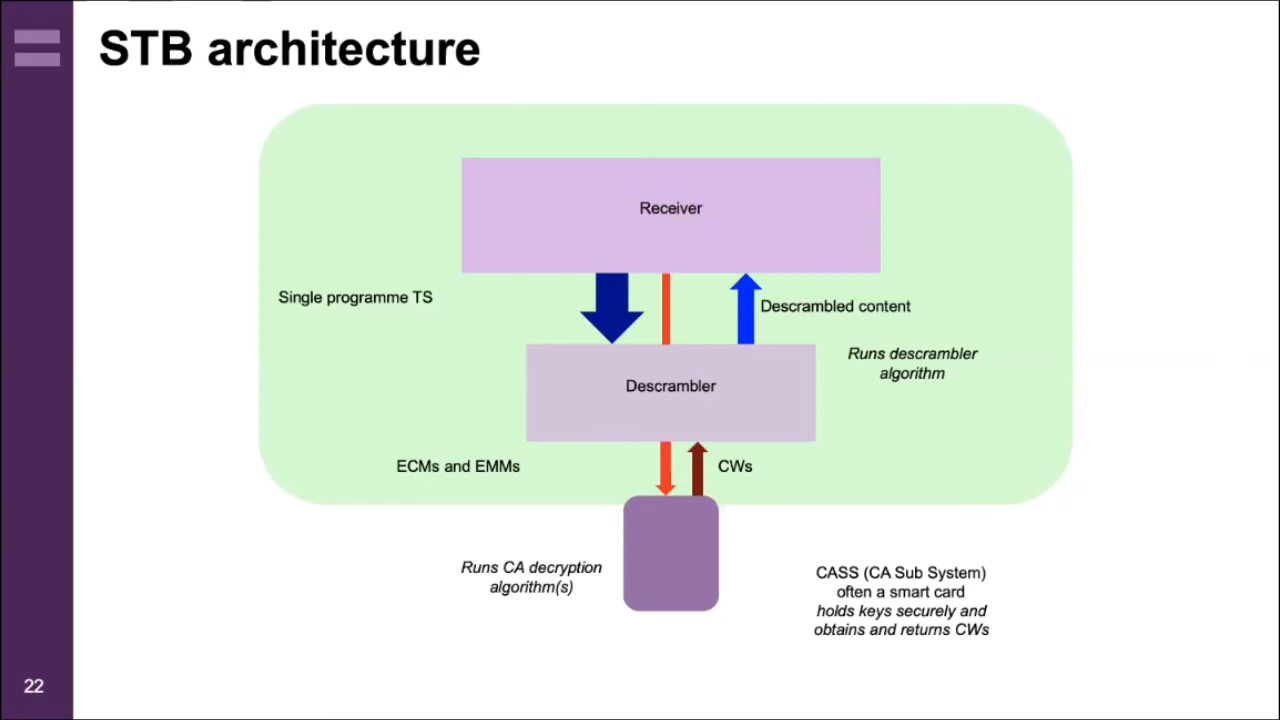 STB architecture
Receiver
Single programme TS
Descrambled content
Runs descrambler
algorithm
Descrambler
ECMs and EMMs
CWs
Runs CA decryption
algorithm(s)
CASS (CA Sub System)
often a smart card
holds keys securely and
obtains and returns CWs
22